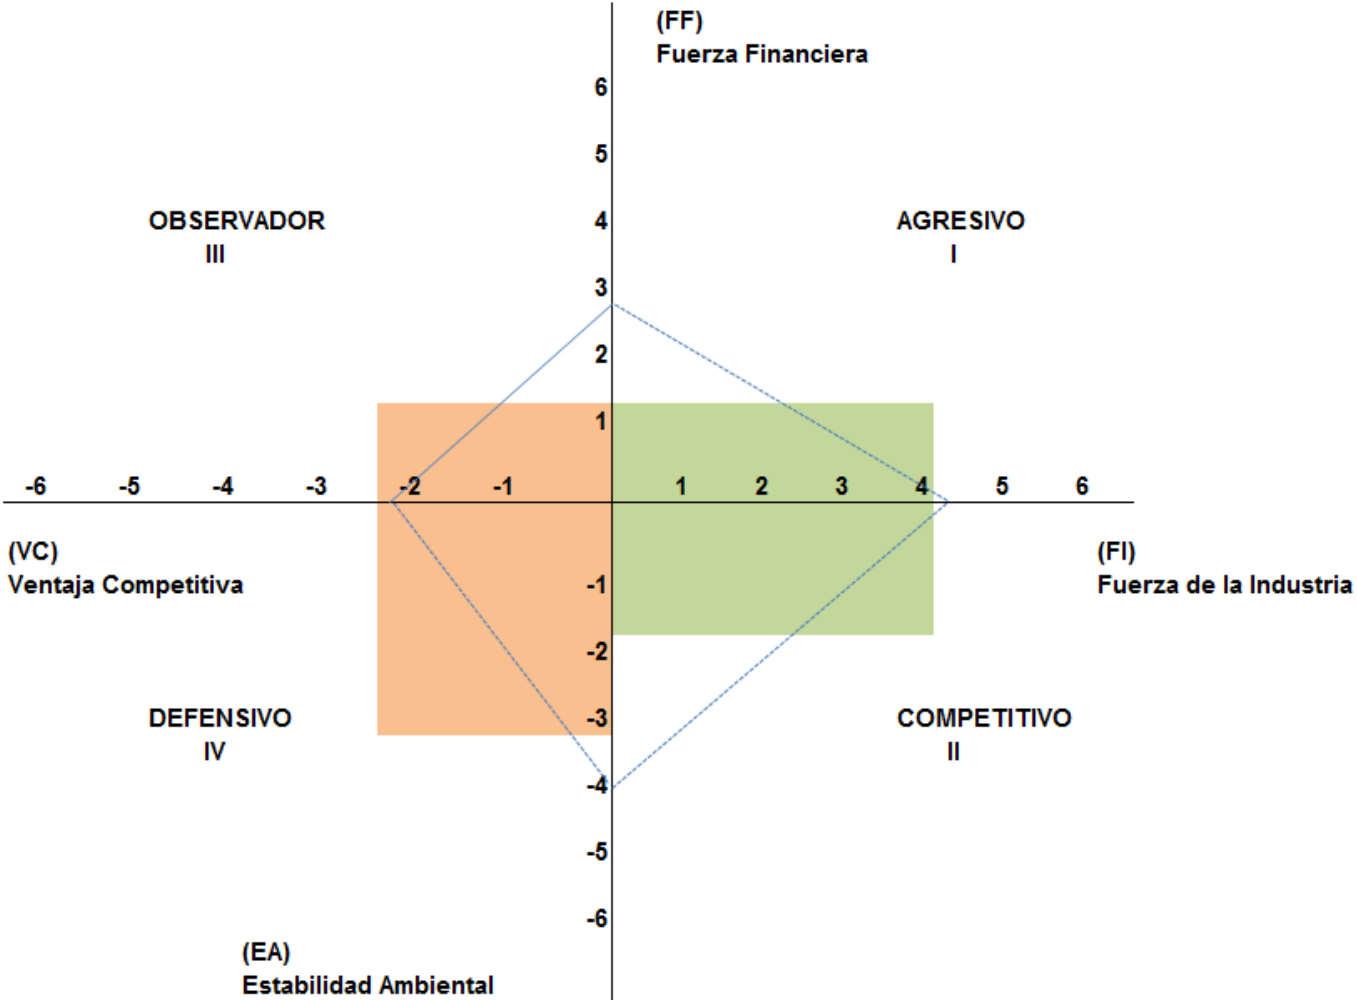 (FF)
Fuerza Financiera
6
5
OBSERVADOR
III
4
AGRESIVO
I
3
2
1
-6 -5 -4 -3 -2 -1 1 2 3 4 5 6
(VC)
Ventaja Competitiva
(FI)
Fuerza de la Industria
-1
-2
DEFENSIVO
IV
-3
COMPETITIVO
II
-4
-5
-6
(EA)
Estabilidad Ambiental